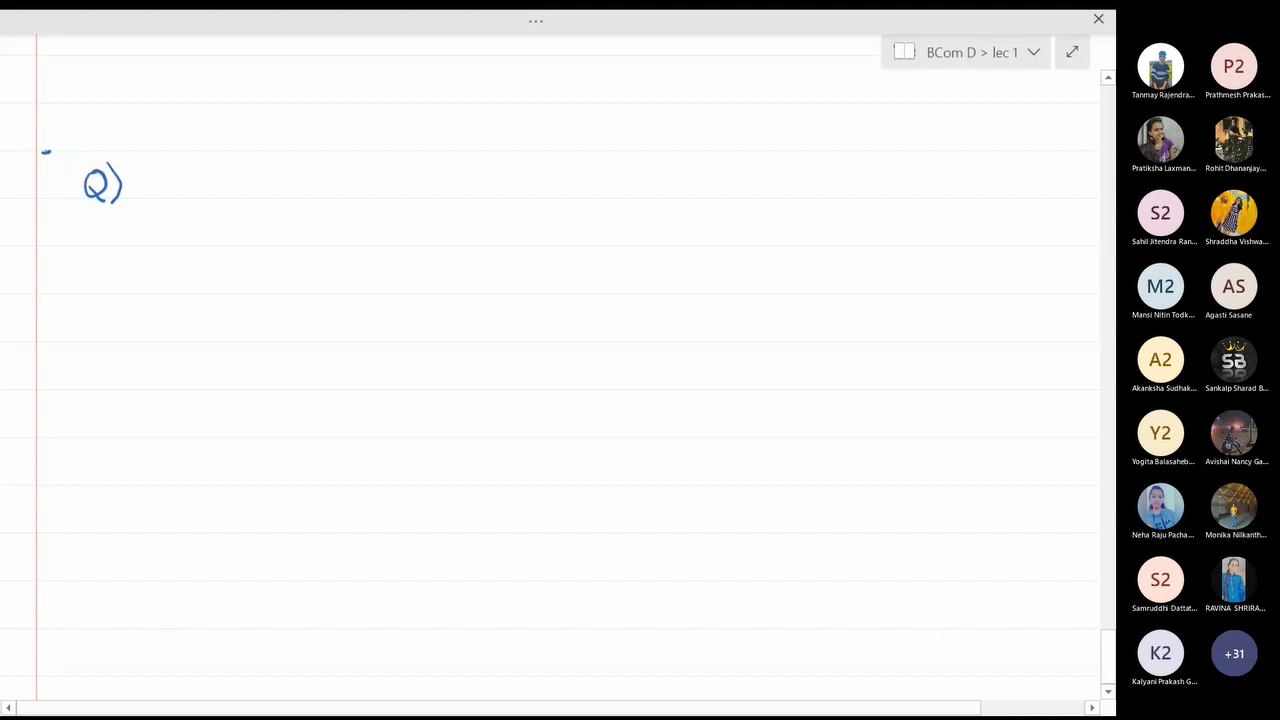 ...
BCom D > lec 1
Q)
Tanmay Rajendra...
P2
Prathmesh Prakas...
Pratiksha Laxman...
Rohit Dhananjay...
S2
Sahil Jitendra Ran...
Shraddha Vishwa...
M2
Mansi Nitin Todk...
AS
Agasti Sasane
A2
Akanksha Sudhak...
SB
Sankalp Sharad B...
Y2
Yogita Balasaheb...
Avishai Nancy Ga...
Neha Raju Pacha...
Monika Nilkanth...
S2
Samruddhi Dattat...
RAVINA SHRIRA...
K2
Kalyani Prakash G...
+31